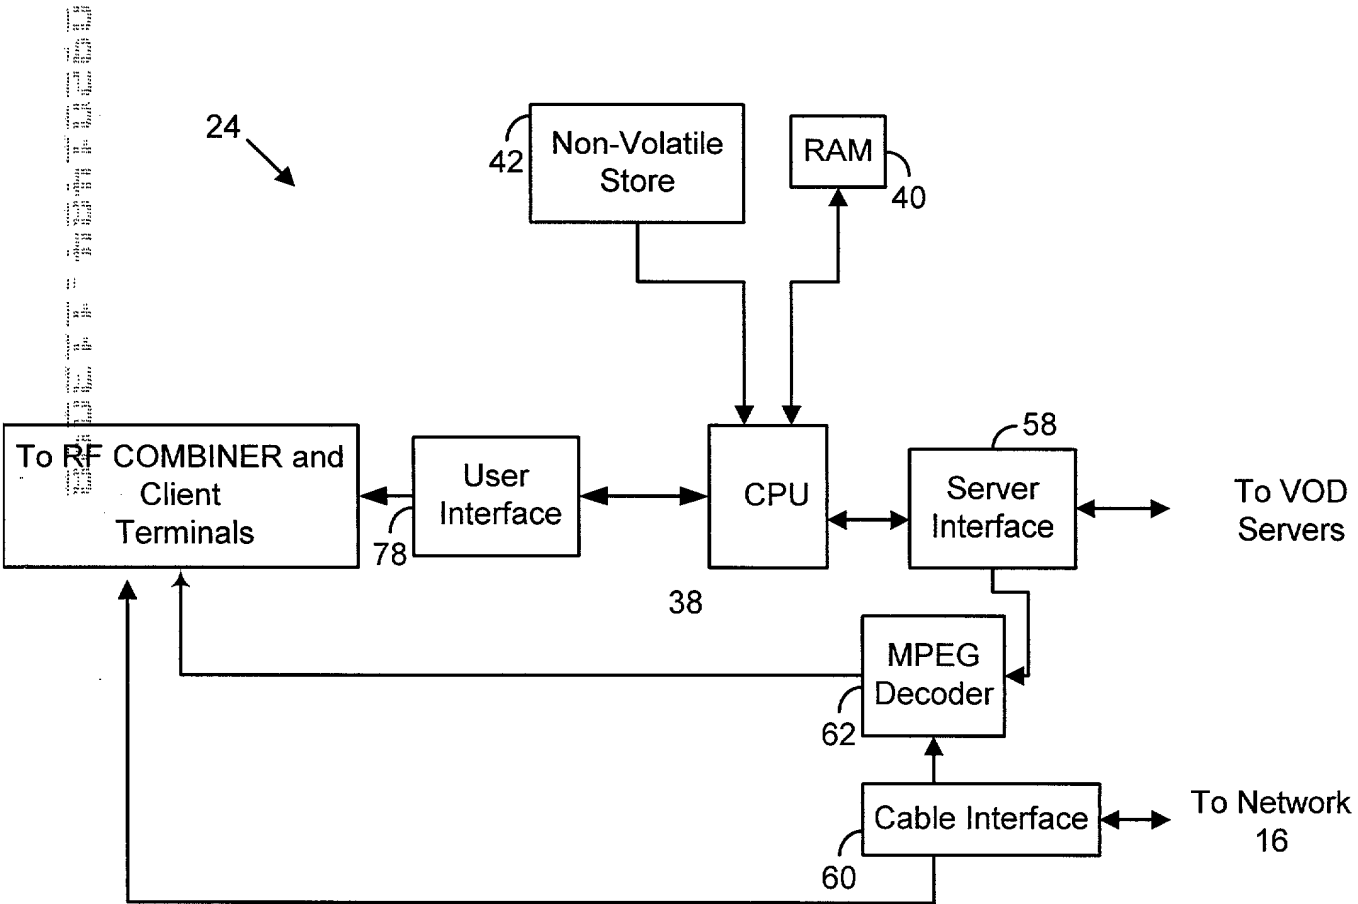 24
42
Non-Volatile
Store
RAM
40
To RF COMBINER and
Client
Terminals
User
Interface
78
CPU
38
58
Server
Interface
To VOD
Servers
MPEG
Decoder
62
Cable Interface
60
To Network
16